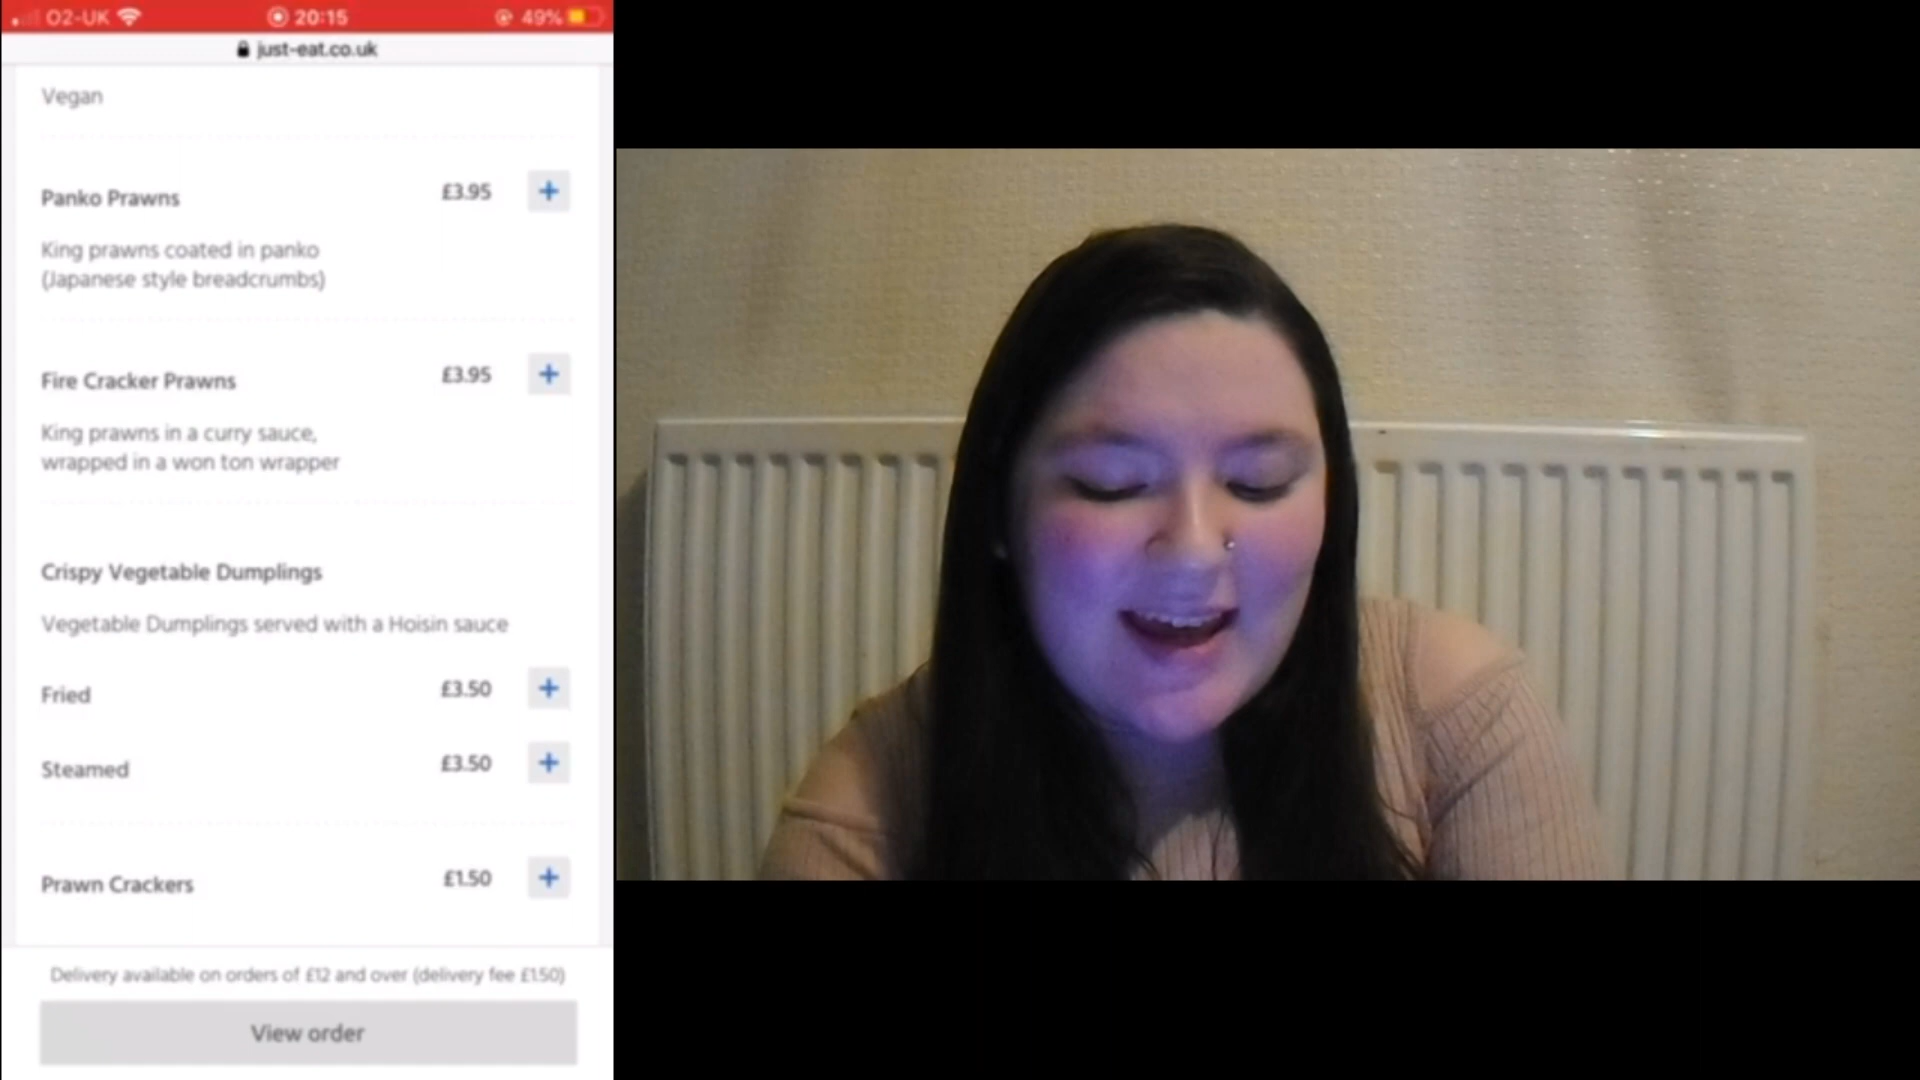 O2-UK 20:15 49%
just-eat.co.uk
Vegan
Panko Prawns £3.95 +
King prawns coated in panko
(Japanese style breadcrumbs)
Fire Cracker Prawns £3.95 +
King prawns in a curry sauce,
wrapped in a won ton wrapper
Crispy Vegetable Dumplings
Vegetable Dumplings served with a Hoisin sauce
Fried £3.50 +
Steamed £3.50 +
Prawn Crackers £1.50 +
Delivery available on orders of £12 and over (delivery fee £1.50)
View order